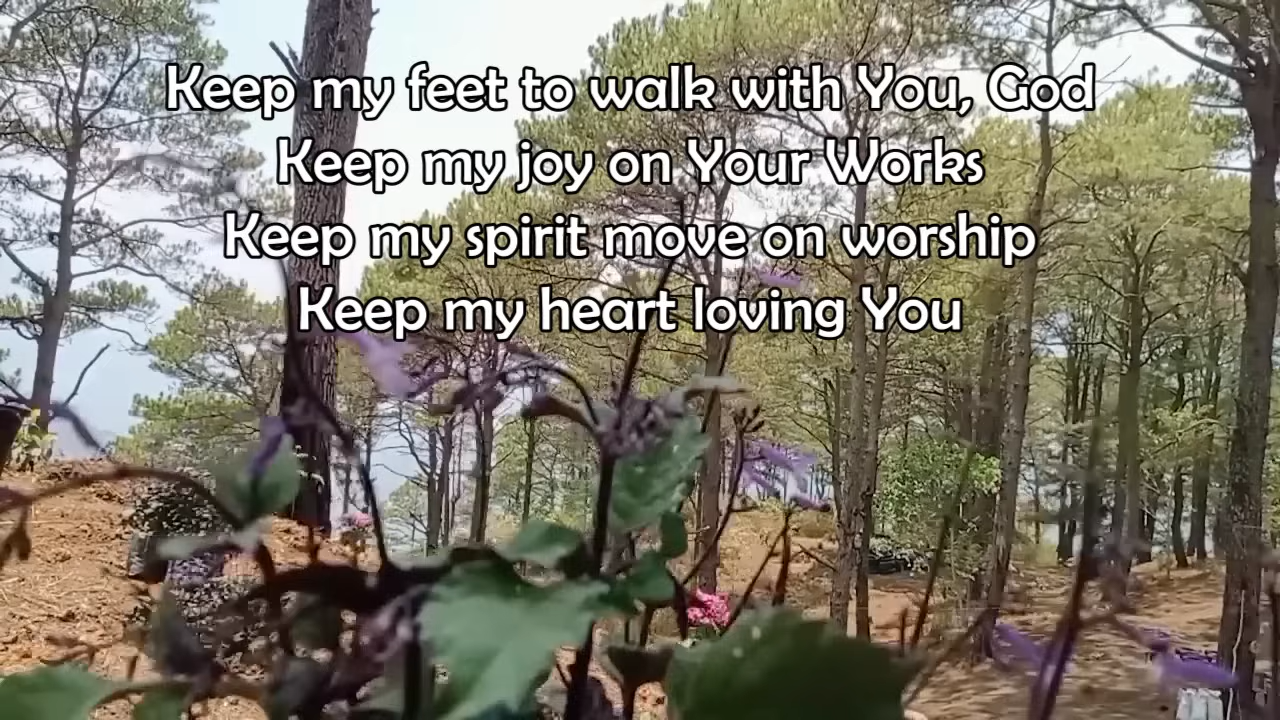 Keep my feet to walk with You, God
Keep my joy on Your Works
Keep my spirit move on worship
Keep my heart loving You